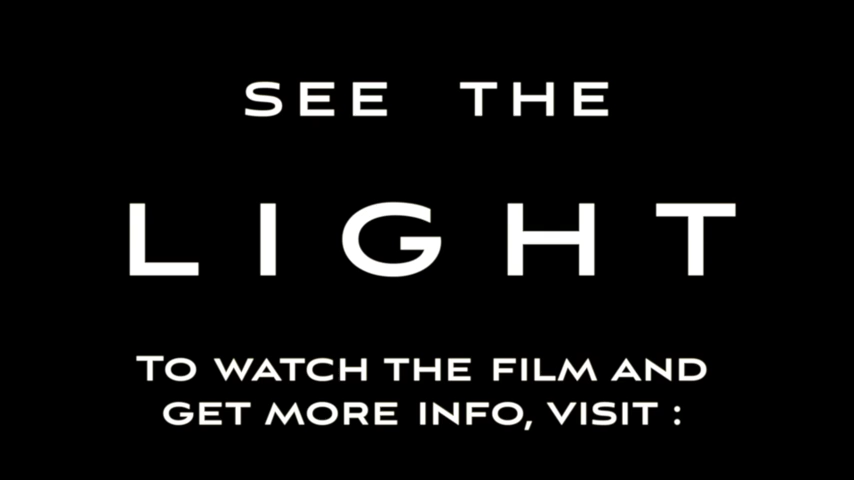 SEE THE
LIGHT
TO WATCH THE FILM AND
GET MORE INFO, VISIT :